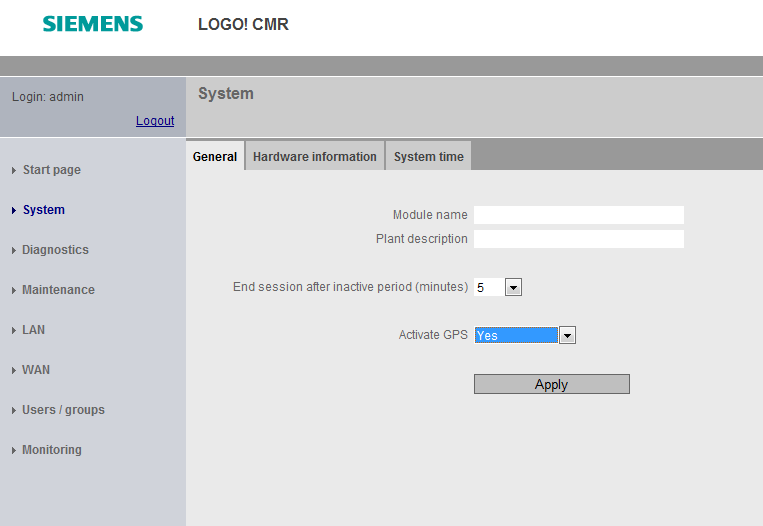 SIEMENS LOGO! CMR
Login: admin
Logout
System
Start page
System
Diagnostics
Maintenance
LAN
WAN
Users / groups
Monitoring
General Hardware information System time
Module name
Plant description
End session after inactive period (minutes) 5
Activate GPS Yes
Apply